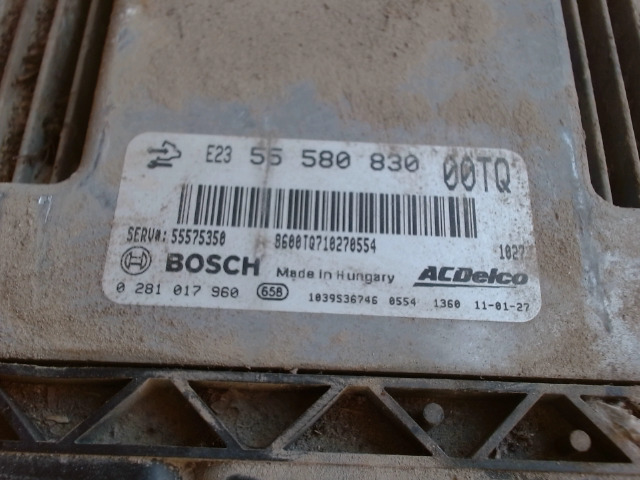 E23 55 580 830 00TQ
SERV#: 55575350 8600TQ710270554 1027
BOSCH Made in Hungary ACDelco
0 281 017 960 658 1039S36746 0554 1360 11-01-27